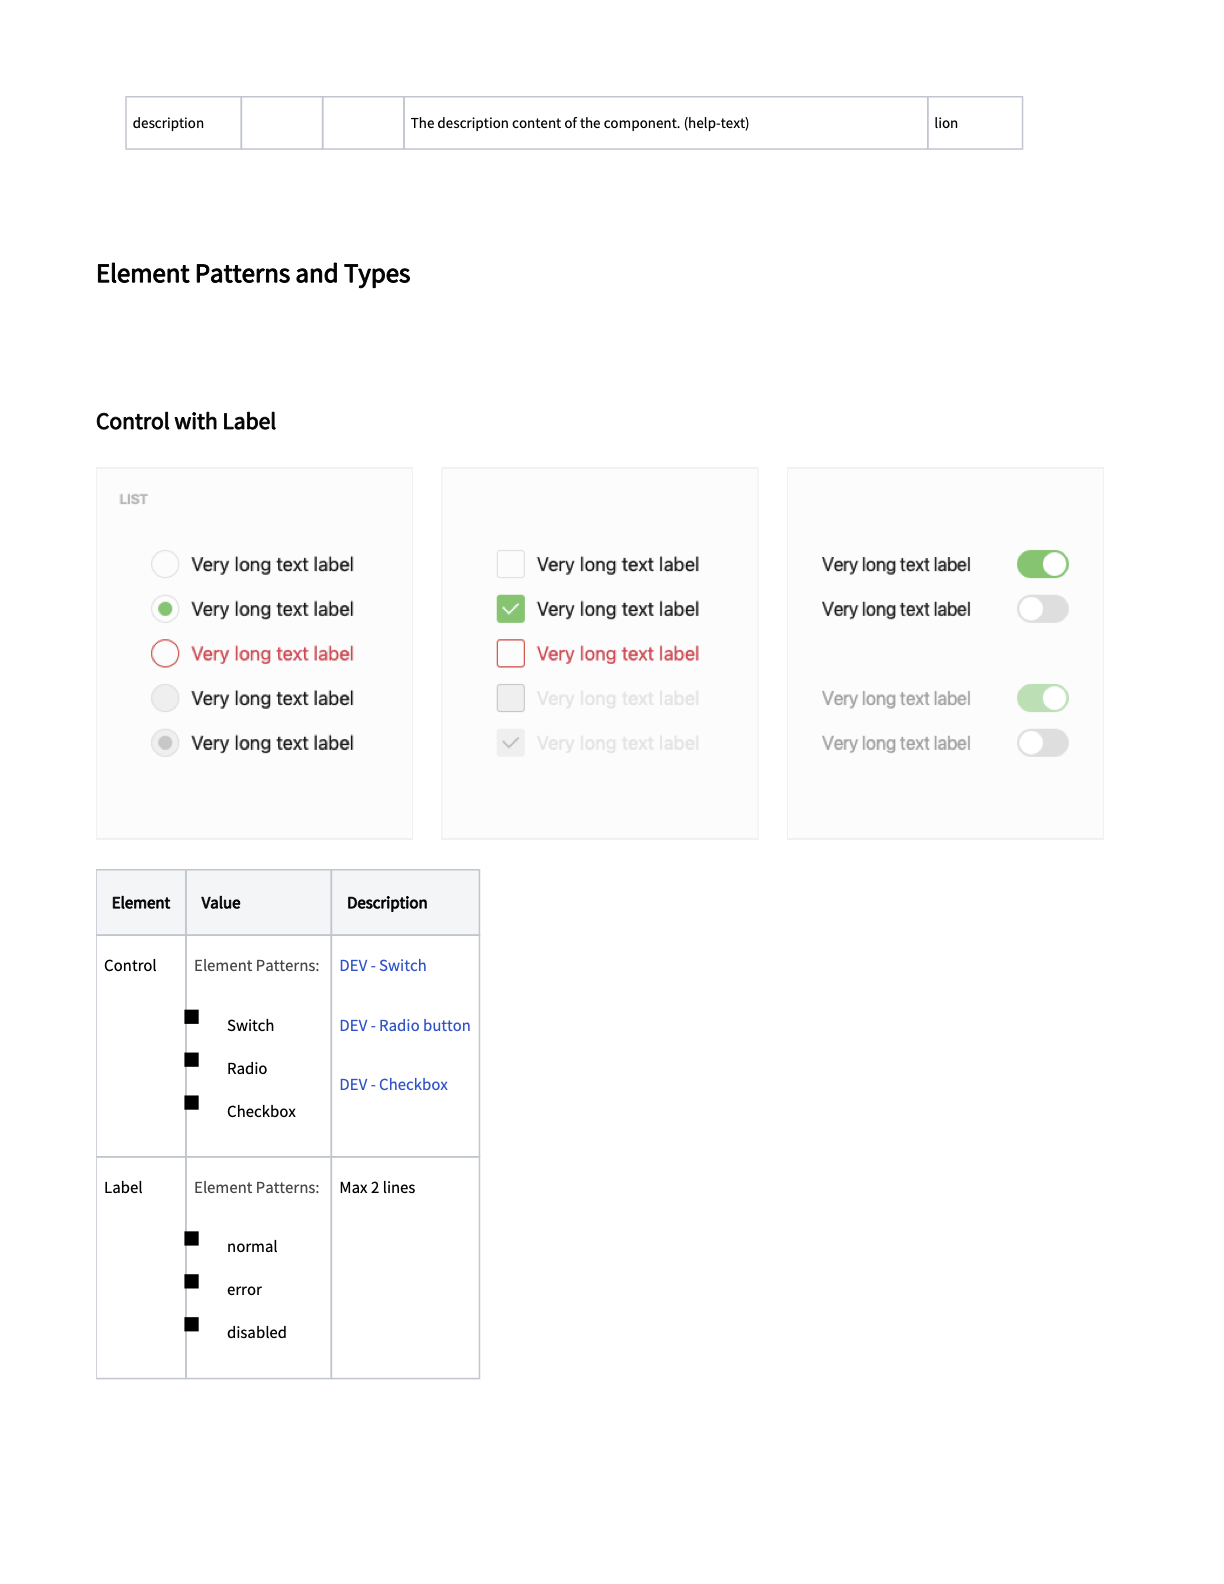 description The description content of the component. (help-text) lion
Element Patterns and Types
Control with Label
LIST
Very long text label
Very long text label
Very long text label
Very long text label
Very long text label
Very long text label
Very long text label
Very long text label
Very long text label
Very long text label
Very long text label
Very long text label
Very long text label
Very long text label
Element Value Description
Control Element Patterns: DEV - Switch
Switch DEV - Radio button
Radio
DEV - Checkbox
Checkbox
Label Element Patterns: Max 2 lines
normal
error
disabled